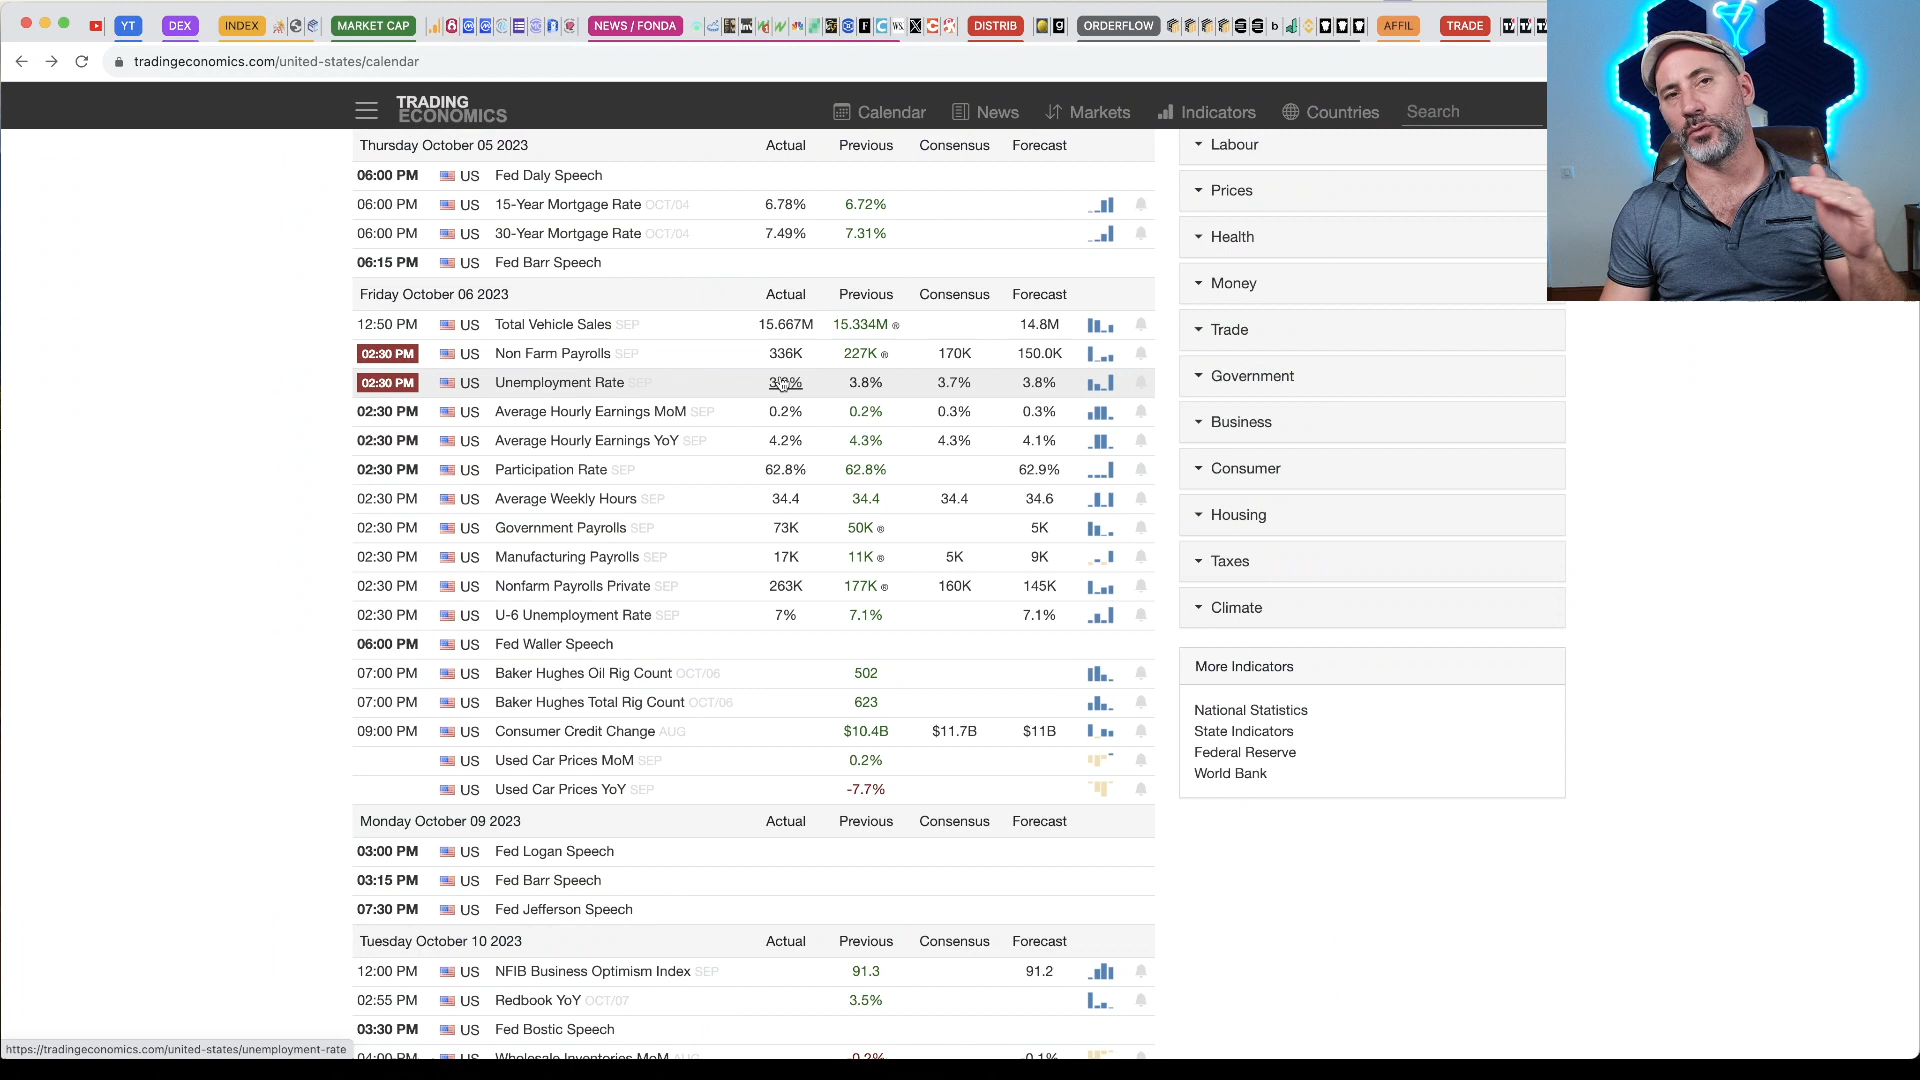 YT DEX INDEX MARKET CAP NEWS / FONDA DISTRIB ORDERFLOW AFFIL TRADE
tradingeconomics.com/united-states/calendar
TRADING ECONOMICS Calendar News Markets Indicators Countries Search
Thursday October 05 2023 Actual Previous Consensus Forecast
06:00 PM US Fed Daly Speech
06:00 PM US 15-Year Mortgage Rate OCT/04 6.78% 6.72%
06:00 PM US 30-Year Mortgage Rate OCT/04 7.49% 7.31%
06:15 PM US Fed Barr Speech
Friday October 06 2023 Actual Previous Consensus Forecast
12:50 PM US Total Vehicle Sales SEP 15.667M 15.334M ® 14.8M
02:30 PM US Non Farm Payrolls SEP 336K 227K ® 170K 150.0K
02:30 PM US Unemployment Rate SEP 3.8% 3.7% 3.8%
02:30 PM US Average Hourly Earnings MoM SEP 0.2% 0.2% 0.3% 0.3%
02:30 PM US Average Hourly Earnings YoY SEP 4.2% 4.3% 4.3% 4.1%
02:30 PM US Participation Rate SEP 62.8% 62.8% 62.9%
02:30 PM US Average Weekly Hours SEP 34.4 34.4 34.4 34.6
02:30 PM US Government Payrolls SEP 73K 50K ® 5K
02:30 PM US Manufacturing Payrolls SEP 17K 11K ® 5K 9K
02:30 PM US Nonfarm Payrolls Private SEP 263K 177K ® 160K 145K
02:30 PM US U-6 Unemployment Rate SEP 7% 7.1% 7.1%
06:00 PM US Fed Waller Speech
07:00 PM US Baker Hughes Oil Rig Count OCT/06 502
07:00 PM US Baker Hughes Total Rig Count OCT/06 623
09:00 PM US Consumer Credit Change AUG $10.4B $11.7B $11B
US Used Car Prices MoM SEP 0.2%
US Used Car Prices YoY SEP -7.7%
Monday October 09 2023 Actual Previous Consensus Forecast
03:00 PM US Fed Logan Speech
03:15 PM US Fed Barr Speech
07:30 PM US Fed Jefferson Speech
Tuesday October 10 2023 Actual Previous Consensus Forecast
12:00 PM US NFIB Business Optimism Index SEP 91.3 91.2
02:55 PM US Redbook YoY OCT/07 3.5%
03:30 PM US Fed Bostic Speech
04:00 PM US Wholesale Inventories MoM AUG -0.2% -0.1%
Labour
Prices
Health
Money
Trade
Government
Business
Consumer
Housing
Taxes
Climate
More Indicators
National Statistics
State Indicators
Federal Reserve
World Bank
https://tradingeconomics.com/united-states/unemployment-rate